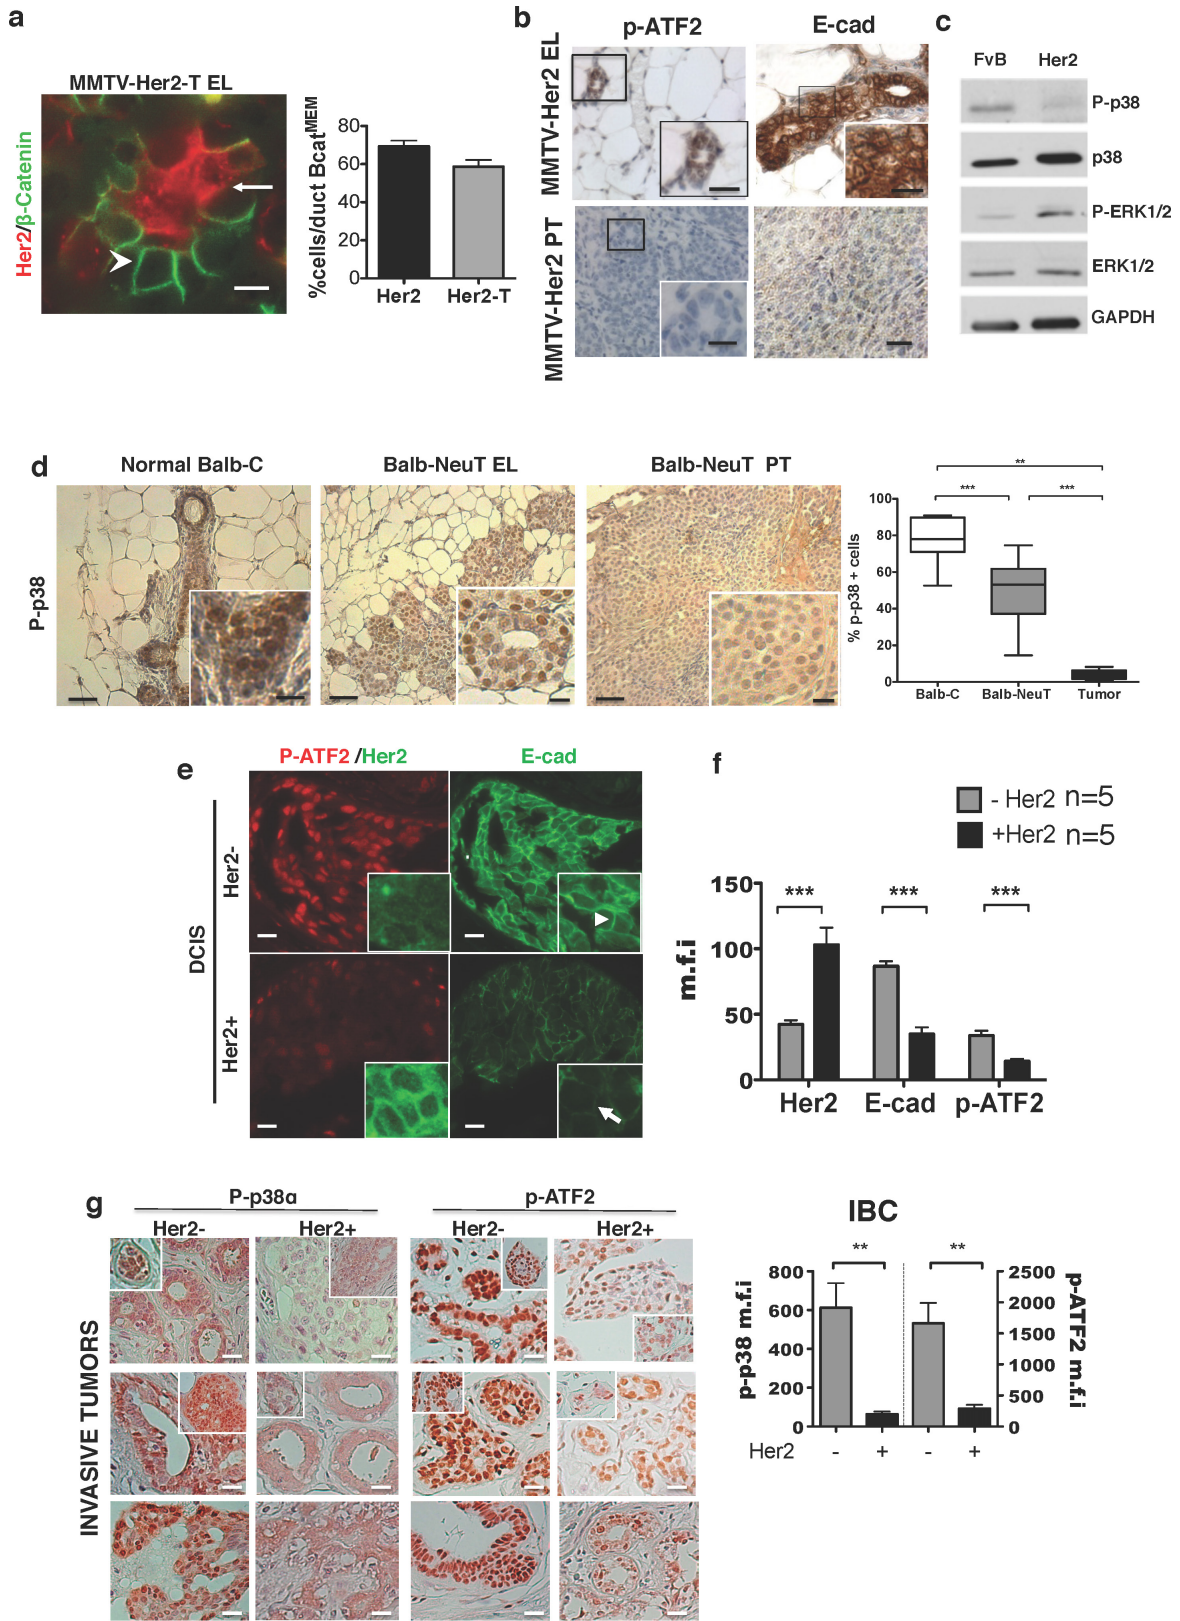 a
MMTV-Her2-T EL
Her2/β-Catenin
%cells/duct Bcat^MEM
80
60
40
20
0
Her2 Her2-T
b
p-ATF2 E-cad
MMTV-Her2 EL
MMTV-Her2 PT
c
FvB Her2
P-p38
p38
P-ERK1/2
ERK1/2
GAPDH
d
Normal Balb-C Balb-NeuT EL Balb-NeuT PT
P-p38
% p-p38 + cells
100
80
60
40
20
0
** 
*** ***
Balb-C Balb-NeuT Tumor
e
P-ATF2 /Her2 E-cad
DCIS
Her2-
Her2+
f
- Her2 n=5
+Her2 n=5
m.f.i
150
100
50
0
*** *** ***
Her2 E-cad p-ATF2
g
P-p38α p-ATF2
Her2- Her2+ Her2- Her2+
INVASIVE TUMORS
IBC
** **
p-p38 m.f.i
800
600
400
200
0
2500
2000
1500
1000
500
0
p-ATF2 m.f.i
Her2 - + - +